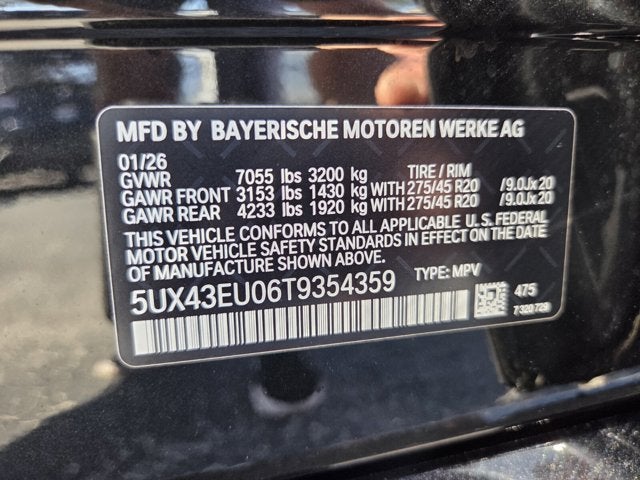 MFD BY BAYERISCHE MOTOREN WERKE AG
01/26 TIRE / RIM
GVWR 7055 lbs 3200 kg
GAWR FRONT 3153 lbs 1430 kg WITH 275/45 R20 /9.0Jx20
GAWR REAR 4233 lbs 1920 kg WITH 275/45 R20 /9.0Jx20
THIS VEHICLE CONFORMS TO ALL APPLICABLE U.S. FEDERAL
MOTOR VEHICLE SAFETY STANDARDS IN EFFECT ON THE DATE
OF MANUFACTURE SHOWN ABOVE.
5UX43EU06T9354359 TYPE: MPV
475
7320729